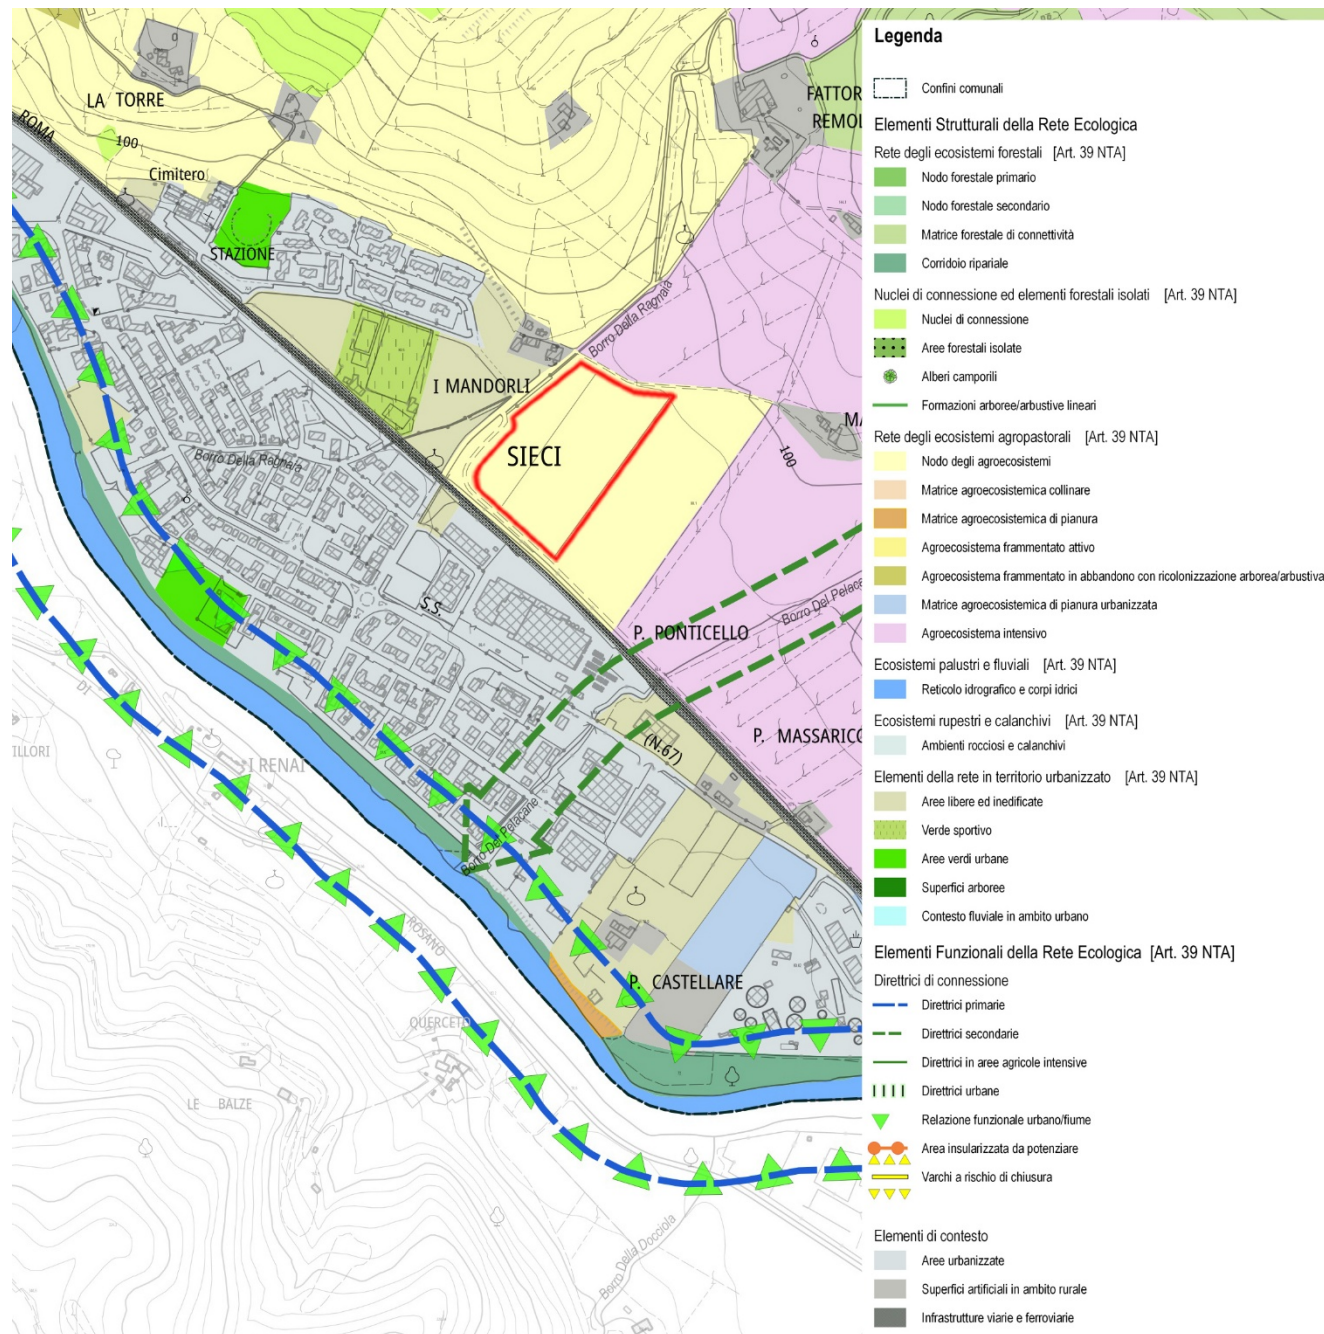 LA TORRE
ROMA
100
Cimitero
STAZIONE
FATTOR
REMOL
Borro Della Ragnaia
I MANDORLI
SIECI
MA
100
Borro Della Ragnaia
S.S.
P. PONTICELLO
Borro Del Pelaca
(N.67)
P. MASSARICO
DI
ILLORI
I RENAI
Borro Del Pelacane
ROSANO
P. CASTELLARE
QUERCETO
LE BALZE
Borro Della Docciola
Legenda
Confini comunali
Elementi Strutturali della Rete Ecologica
Rete degli ecosistemi forestali [Art. 39 NTA]
Nodo forestale primario
Nodo forestale secondario
Matrice forestale di connettività
Corridoio ripariale
Nuclei di connessione ed elementi forestali isolati [Art. 39 NTA]
Nuclei di connessione
Aree forestali isolate
Alberi camporili
Formazioni arboree/arbustive lineari
Rete degli ecosistemi agropastorali [Art. 39 NTA]
Nodo degli agroecosistemi
Matrice agroecosistemica collinare
Matrice agroecosistemica di pianura
Agroecosistema frammentato attivo
Agroecosistema frammentato in abbandono con ricolonizzazione arborea/arbustiva
Matrice agroecosistemica di pianura urbanizzata
Agroecosistema intensivo
Ecosistemi palustri e fluviali [Art. 39 NTA]
Reticolo idrografico e corpi idrici
Ecosistemi rupestri e calanchivi [Art. 39 NTA]
Ambienti rocciosi e calanchivi
Elementi della rete in territorio urbanizzato [Art. 39 NTA]
Aree libere ed inedificate
Verde sportivo
Aree verdi urbane
Superfici arboree
Contesto fluviale in ambito urbano
Elementi Funzionali della Rete Ecologica [Art. 39 NTA]
Direttrici di connessione
Direttrici primarie
Direttrici secondarie
Direttrici in aree agricole intensive
Direttrici urbane
Relazione funzionale urbano/fiume
Area insularizzata da potenziare
Varchi a rischio di chiusura
Elementi di contesto
Aree urbanizzate
Superfici artificiali in ambito rurale
Infrastrutture viarie e ferroviarie